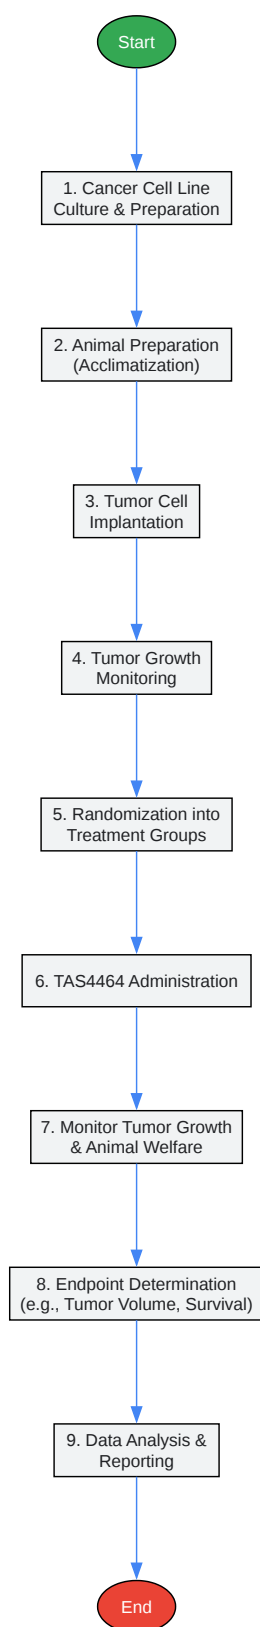 Start
1. Cancer Cell Line
Culture & Preparation
2. Animal Preparation
(Acclimatization)
3. Tumor Cell
Implantation
4. Tumor Growth
Monitoring
5. Randomization into
Treatment Groups
6. TAS4464 Administration
7. Monitor Tumor Growth
& Animal Welfare
8. Endpoint Determination
(e.g., Tumor Volume, Survival)
9. Data Analysis &
Reporting
End